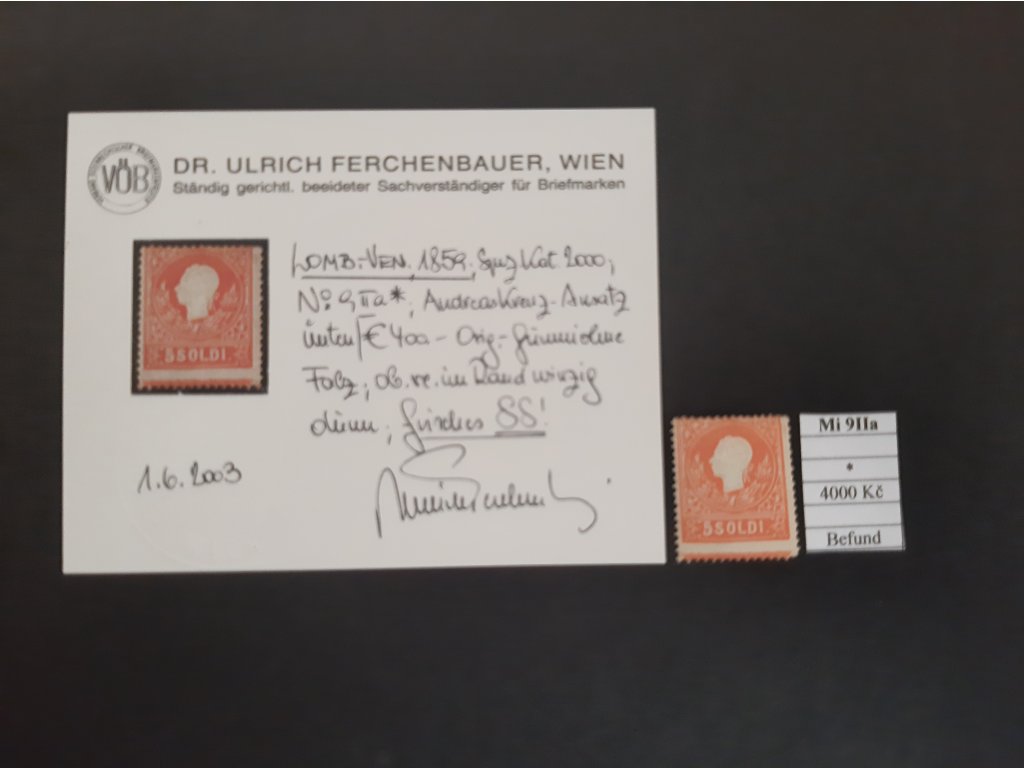 VÖB
DR. ULRICH FERCHENBAUER, WIEN
Ständig gerichtl. beeideter Sachverständiger für Briefmarken
5 SOLDI
LOMB.-VEN. 1859. Spez Kat. 2000;
No 9 IIa*; Andreaskreuz-Ansatz
unten/€ 400.- Orig.-Gummi ohne
Falz; ob. re. im Rand winzig
dünn; frisches SS!
1.6.2003
5 SOLDI
Mi 9IIa
*
4000 Kč
Befund